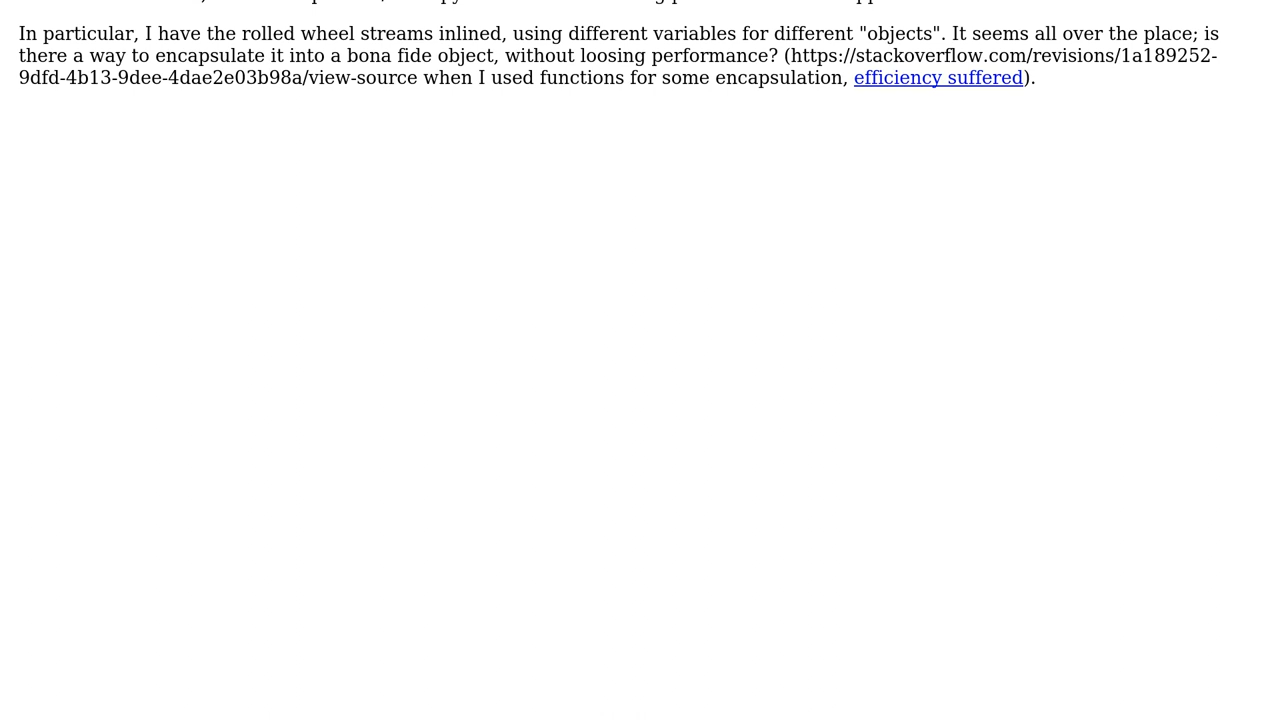 In particular, I have the rolled wheel streams inlined, using different variables for different "objects". It seems all over the place; is
there a way to encapsulate it into a bona fide object, without loosing performance? (https://stackoverflow.com/revisions/1a189252-
9dfd-4b13-9dee-4dae2e03b98a/view-source when I used functions for some encapsulation, efficiency suffered).